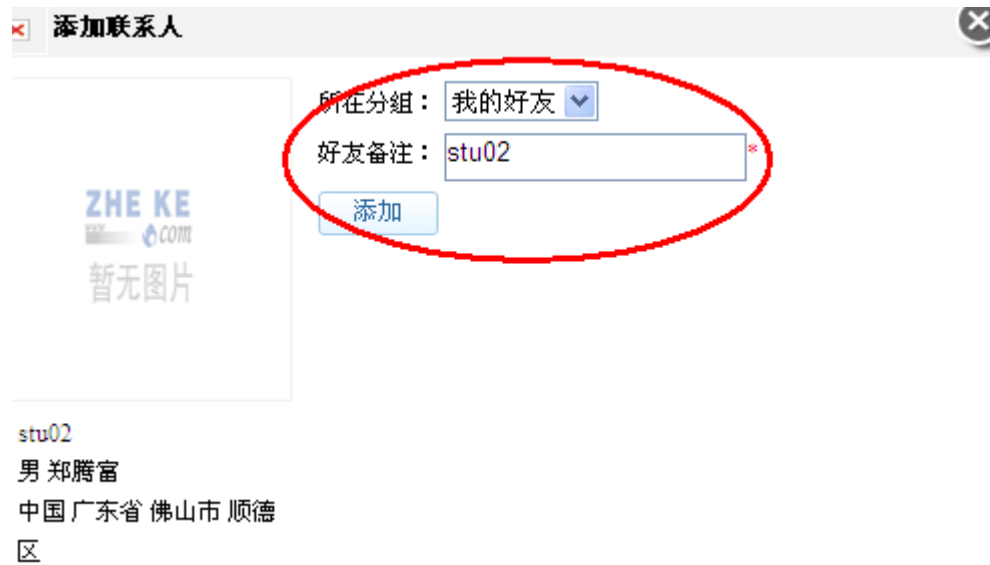 添加联系人
所在分组： 我的好友
好友备注： stu02 *
添加
ZHE KE
com
暂无图片
stu02
男 郑腾富
中国 广东省 佛山市 顺德
区